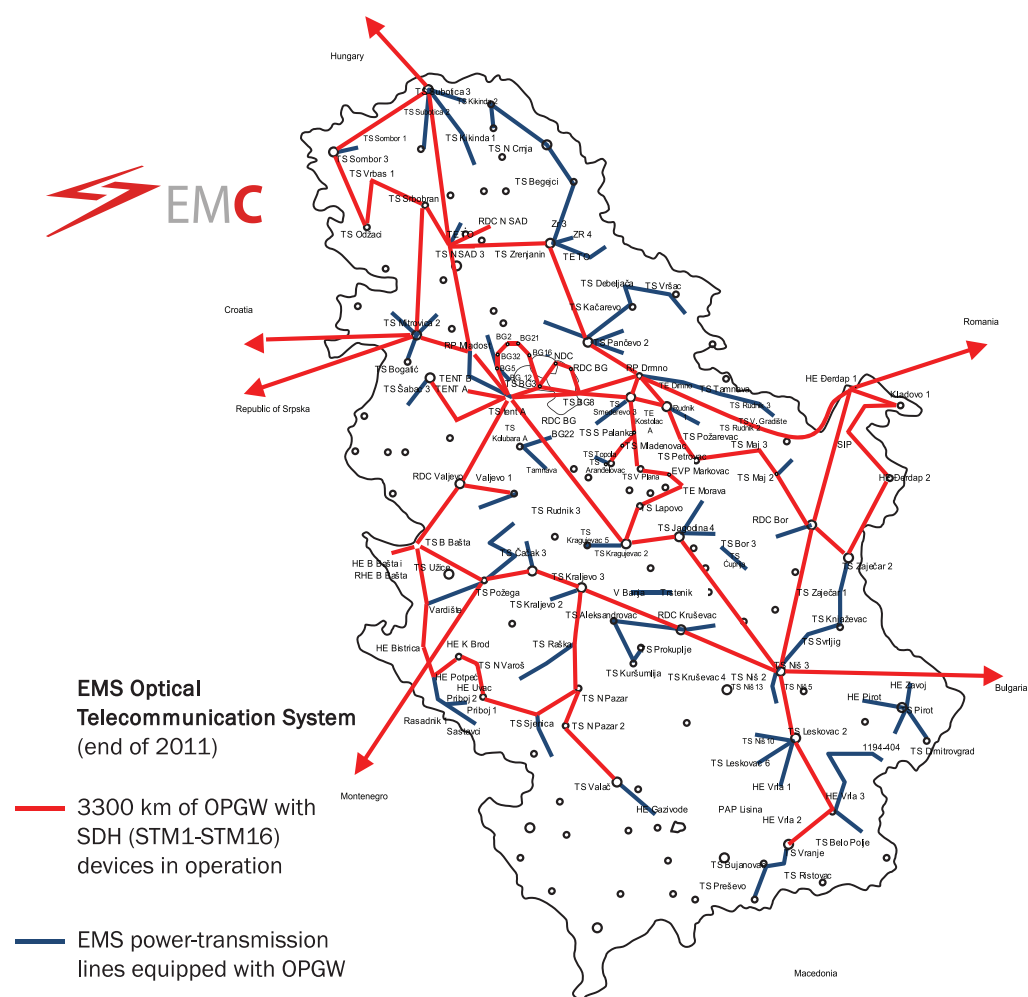 Hungary
TS Subotica 3
TS Kikinda 2
TS Subotica 2
TS Sombor 1
TS Kikinda 1
TS N Crnja
TS Sombor 3
TS Vrbas 1
TS Begejci
TS Srbobran
EMC
RDC N SAD
TS Odžaci
TE TO
Zr 3
ZR 4
TS N SAD 3
TS Zrenjanin
TE TO
TS Debeljača
TS Vršac
TS Kačarevo
Croatia
TS Mitrovica 2
Romania
BG2
BG21
TS Pančevo 2
RP Mladost
BG32
BG16
NDC
TS Bogatić
BG5
RDC BG
RP Drmno
HE Đerdap 1
TENT B
BG 12
TS Šabac 3
TENT A
TS BG3
TE Drmno
TS Tamnava
Kladovo 1
Republic of Srpska
TS tent A
TS BG8
TS
Smederevo 3
Rudnik
TS Rudnik 3
RDC BG
TE
Kostolac
A
TS V. Gradište
TS Rudnik 2
TS
Kolubara A
BG22
TS S Palanka
TS Požarevac
TS Mladenovac
TS Maj 3
SIP
TS Topola
TS
Aranđelovac
TS Petrovac
Tamnava
RDC Valjevo
Valjevo 1
TS V Plana
EVP Markovac
TS Maj 2
HE Đerdap 2
TE Morava
TS Rudnik 3
TS Lapovo
RDC Bor
TS
Kragujevac 5
TS Jagodina 4
TS B Bašta
TS Čačak 3
TS Kragujevac 2
TS Bor 3
TS
Ćuprija
HE B Bašta i
RHE B Bašta
TS Užice
TS Kraljevo 3
TS Zaječar 2
TS Požega
V Banja
Trstenik
TS Zaječar 1
Vardište
TS Kraljevo 2
TS Aleksandrovac
RDC Kruševac
TS Knjaževac
HE Bistrica
HE K Brod
TS Raška
TS Prokuplje
TS Svrljig
TS N Varoš
TS Kuršumlija
TS Niš 3
HE Potpeć
TS Kruševac 4
TS Niš 2
Bulgaria
EMS Optical
HE Uvac
TS N Pazar
TS Niš 13
TS Niš 5
HE Zavoj
HE Pirot
Telecommunication System
Priboj 2
Priboj 1
(end of 2011)
Rasadnik 1
Sastavci
TS Sjenica
TS N Pazar 2
TS Leskovac 2
TS Pirot
TS Niš 10
1194-404
TS Dimitrovgrad
TS Leskovac 6
TS Valač
HE Vrla 1
Montenegro
3300 km of OPGW with
SDH (STM1-STM16)
devices in operation
HE Gazivode
PAP Lisina
HE Vrla 3
HE Vrla 2
TS Belo Polje
TS Vranje
TS Bujanovac
TS Ristovac
TS Preševo
EMS power-transmission
lines equipped with OPGW
Macedonia